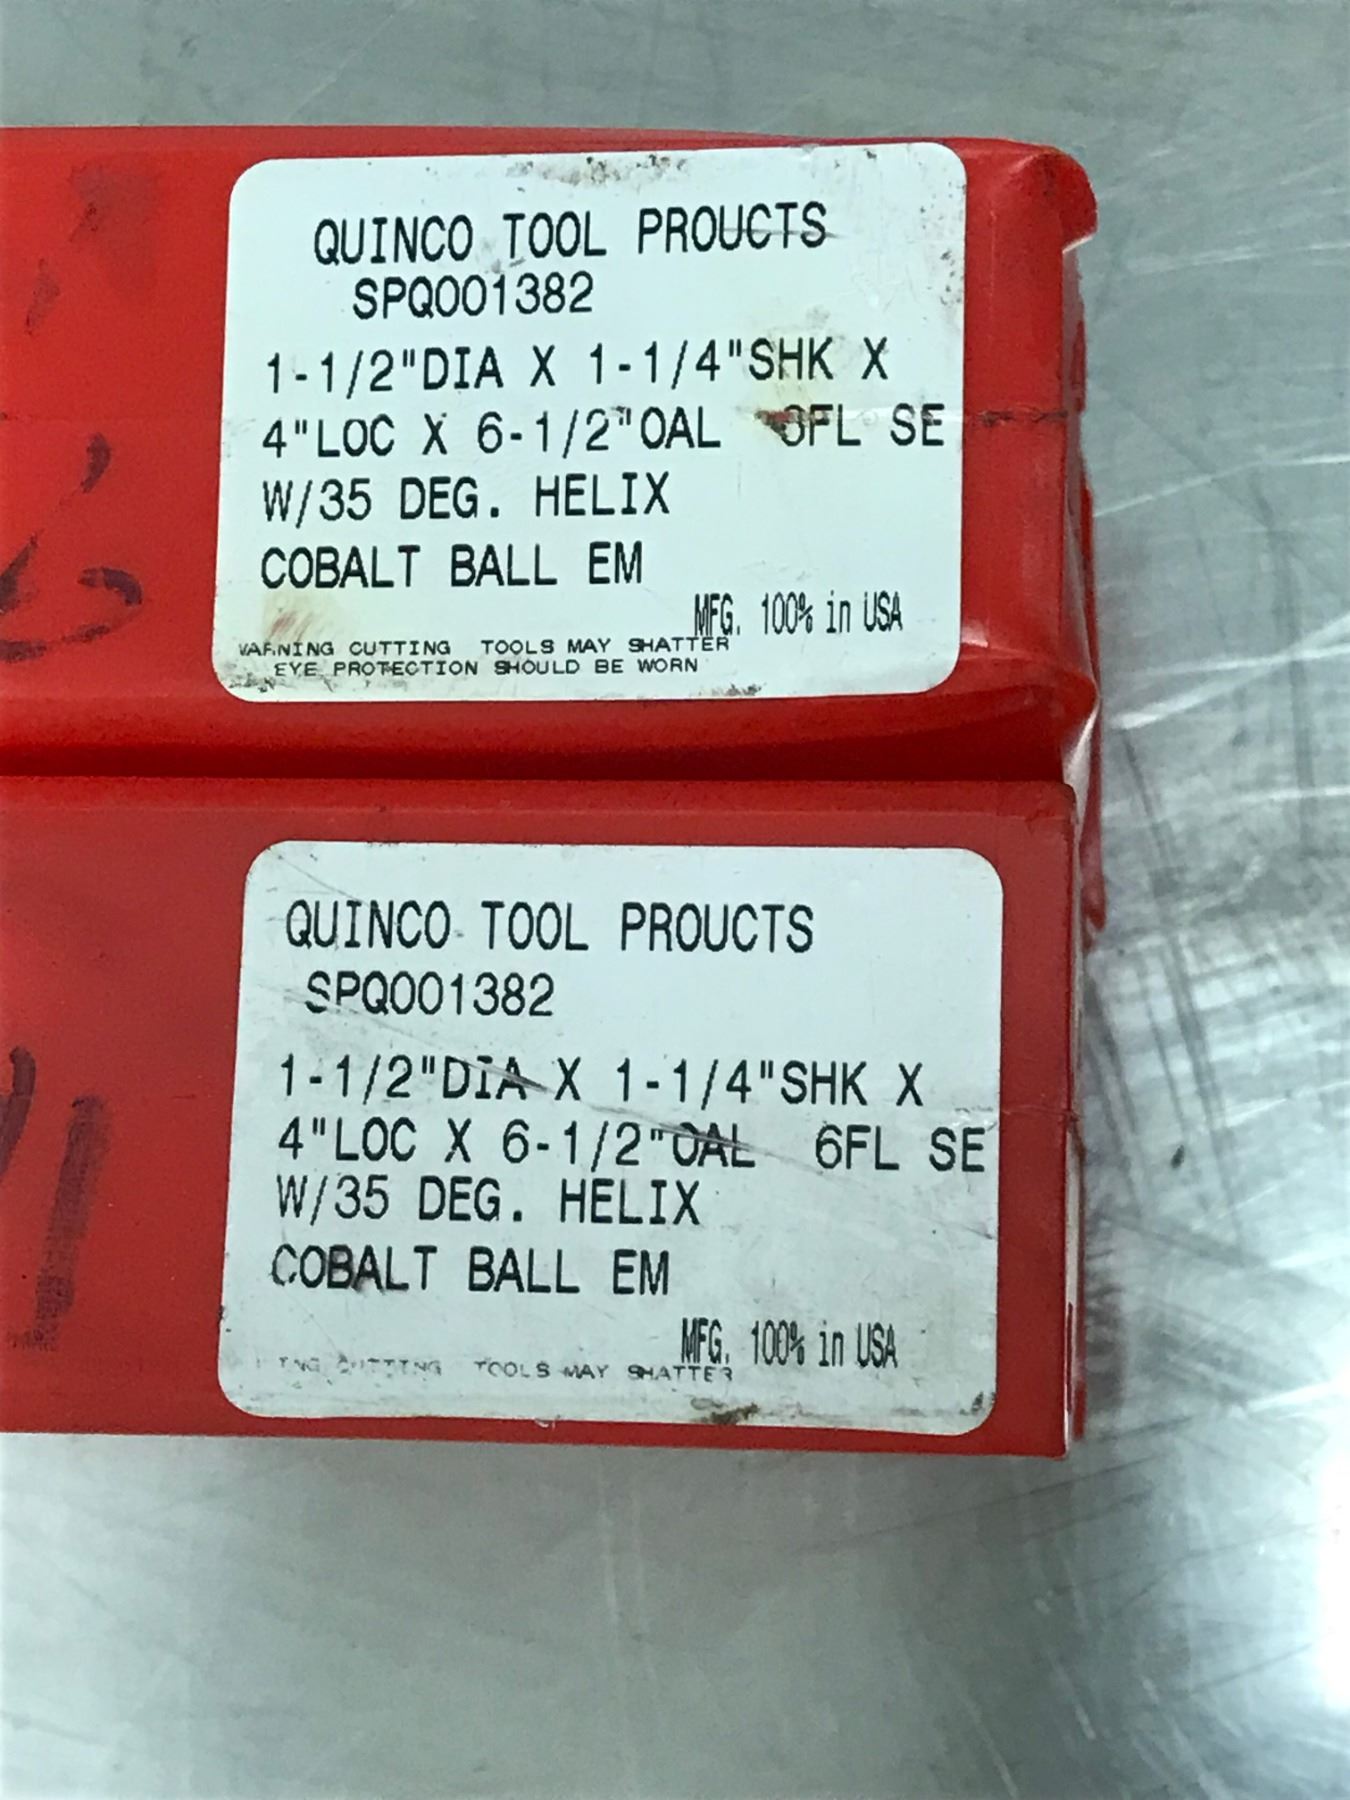 QUINCO TOOL PROUCTS
SPQ001382
1-1/2"DIA X 1-1/4"SHK X
4"LOC X 6-1/2"OAL 6FL SE
W/35 DEG. HELIX
COBALT BALL EM
MFG. 100% in USA
WARNING CUTTING TOOLS MAY SHATTER
EYE PROTECTION SHOULD BE WORN
QUINCO TOOL PROUCTS
SPQ001382
1-1/2"DIA X 1-1/4"SHK X
4"LOC X 6-1/2"OAL 6FL SE
W/35 DEG. HELIX
COBALT BALL EM
MFG. 100% in USA
CUTTING TOOLS MAY SHATTER